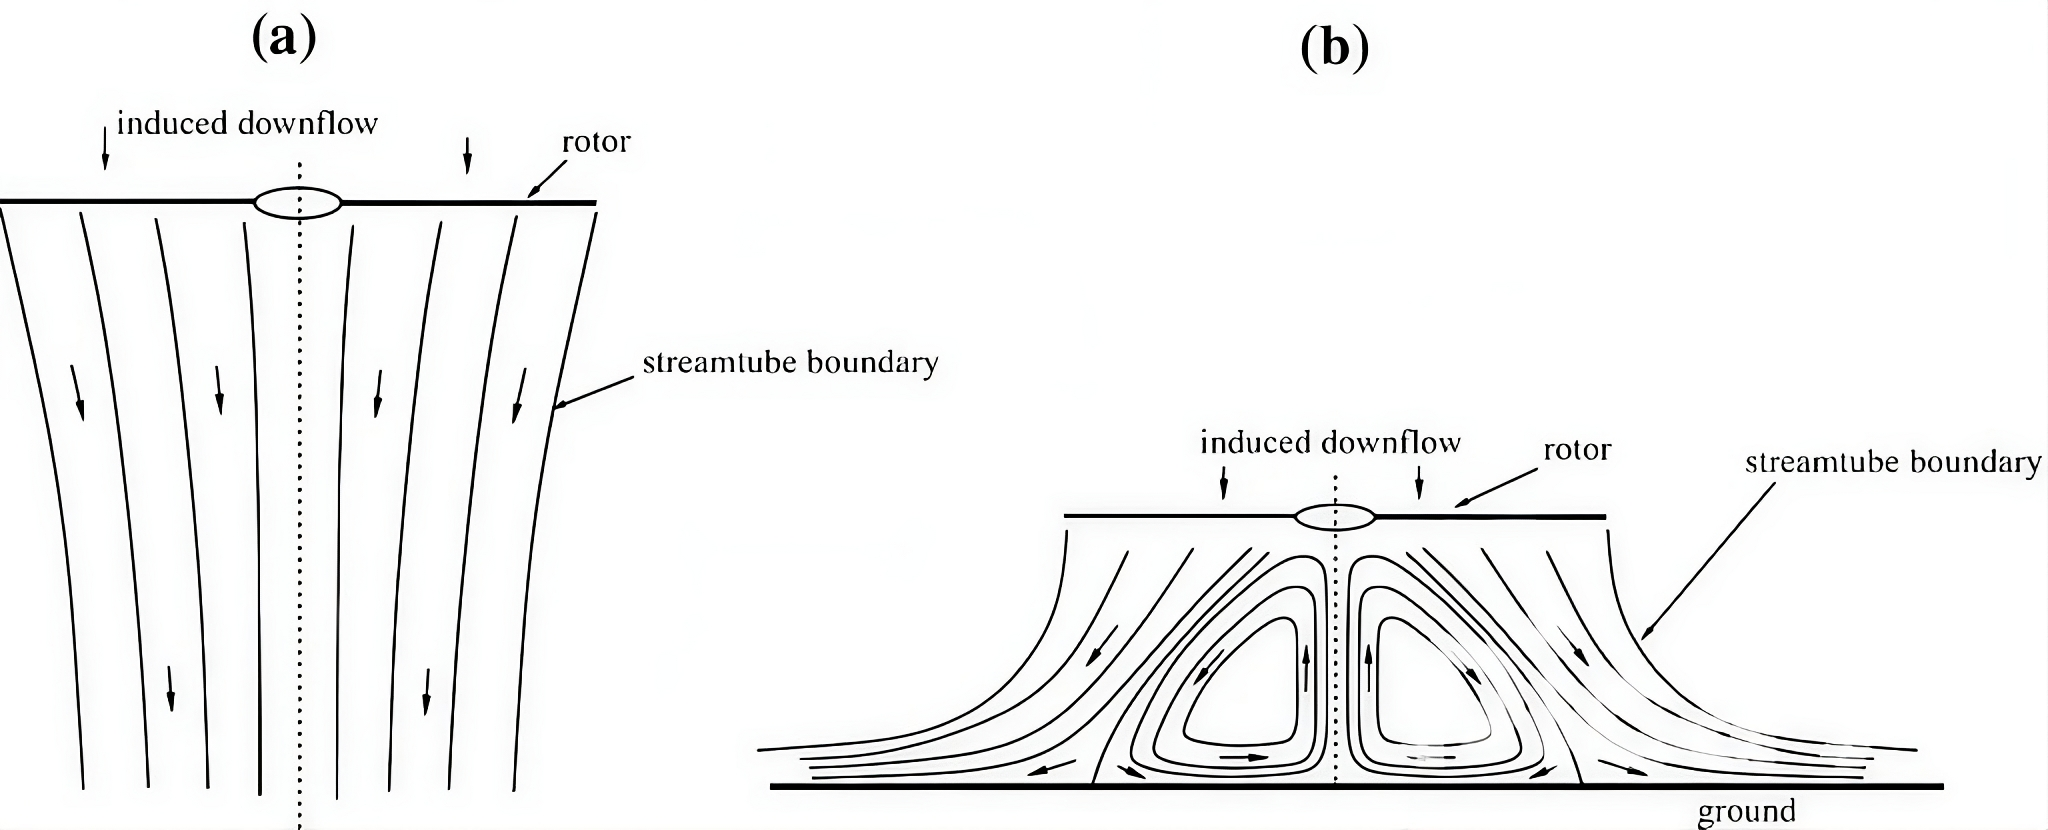 (a)
induced downflow
rotor
streamtube boundary
(b)
induced downflow
rotor
streamtube boundary
ground